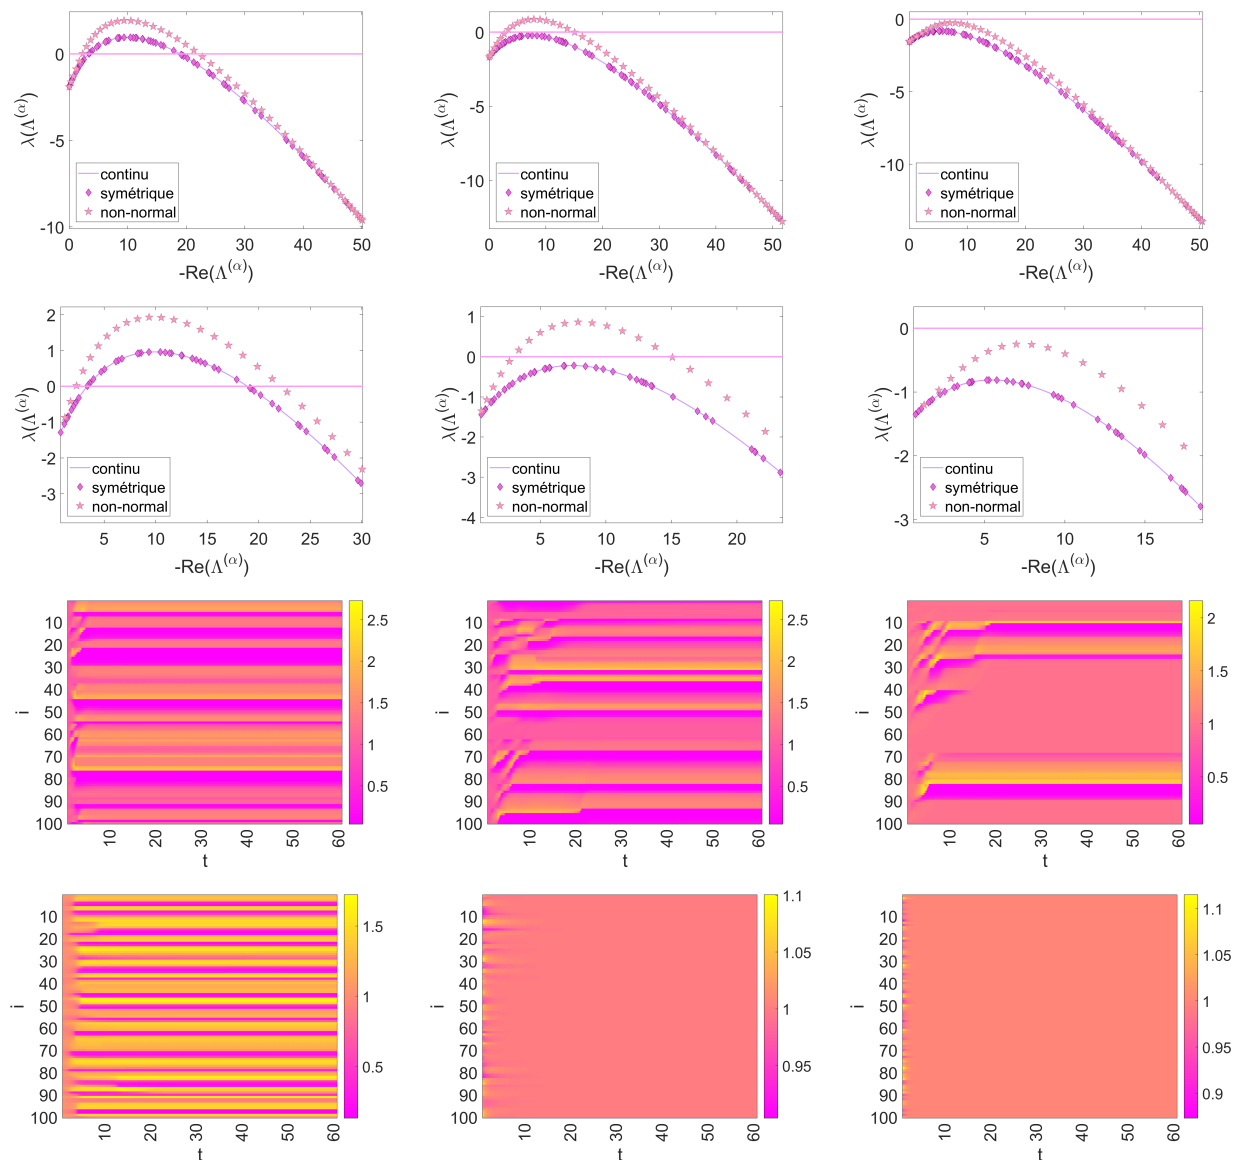 0
-5
-10
0 10 20 30 40 50
λ(Λ^(α))
-Re(Λ^(α))
continu
symétrique
non-normal
0
-5
-10
0 10 20 30 40 50
λ(Λ^(α))
-Re(Λ^(α))
continu
symétrique
non-normal
0
-5
-10
0 10 20 30 40 50
λ(Λ^(α))
-Re(Λ^(α))
continu
symétrique
non-normal
2
1
0
-1
-2
-3
5 10 15 20 25 30
λ(Λ^(α))
-Re(Λ^(α))
continu
symétrique
non-normal
1
0
-1
-2
-3
-4
5 10 15 20
λ(Λ^(α))
-Re(Λ^(α))
continu
symétrique
non-normal
0
-1
-2
-3
5 10 15
λ(Λ^(α))
-Re(Λ^(α))
continu
symétrique
non-normal
10
20
30
40
50
60
70
80
90
100
i
10 20 30 40 50 60
t
2.5
2
1.5
1
0.5
10
20
30
40
50
60
70
80
90
100
i
10 20 30 40 50 60
t
2.5
2
1.5
1
0.5
10
20
30
40
50
60
70
80
90
100
i
10 20 30 40 50 60
t
2
1.5
1
0.5
10
20
30
40
50
60
70
80
90
100
i
10 20 30 40 50 60
t
1.5
1
0.5
10
20
30
40
50
60
70
80
90
100
i
10 20 30 40 50 60
t
1.1
1.05
1
0.95
10
20
30
40
50
60
70
80
90
100
i
10 20 30 40 50 60
t
1.1
1.05
1
0.95
0.9